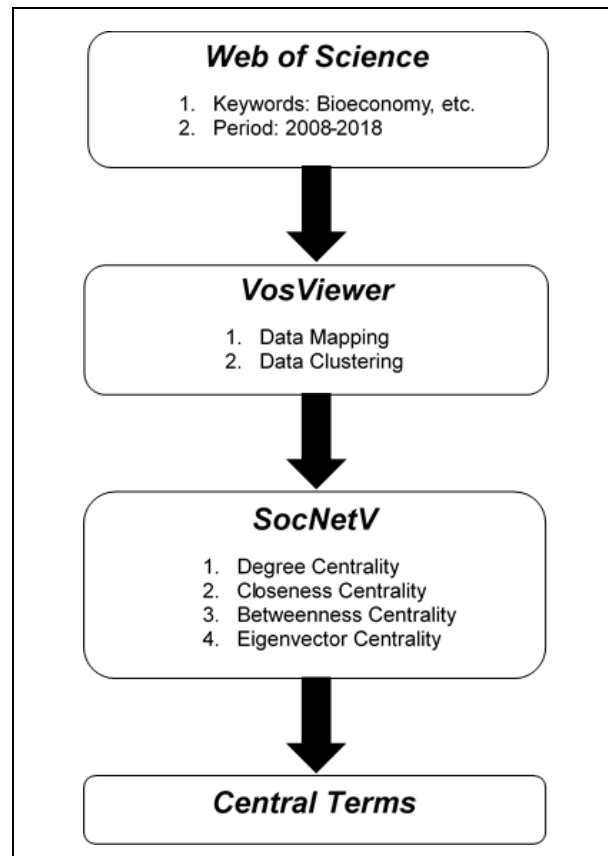 Web of Science
1. Keywords: Bioeconomy, etc.
2. Period: 2008-2018
VosViewer
1. Data Mapping
2. Data Clustering
SocNetV
1. Degree Centrality
2. Closeness Centrality
3. Betweenness Centrality
4. Eigenvector Centrality
Central Terms